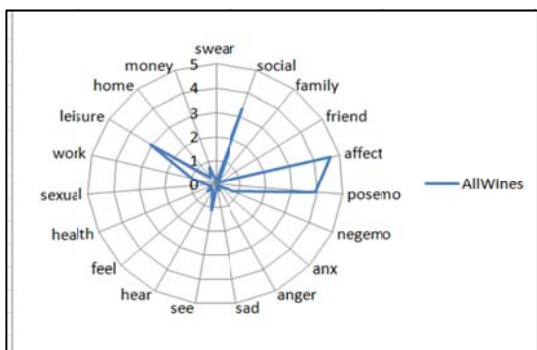 swear
money 5 social
home 4 family
leisure 3 friend
work 2 affect
1
sexual 0 posemo AllWInes
health negemo
feel anx
hear anger
see sad